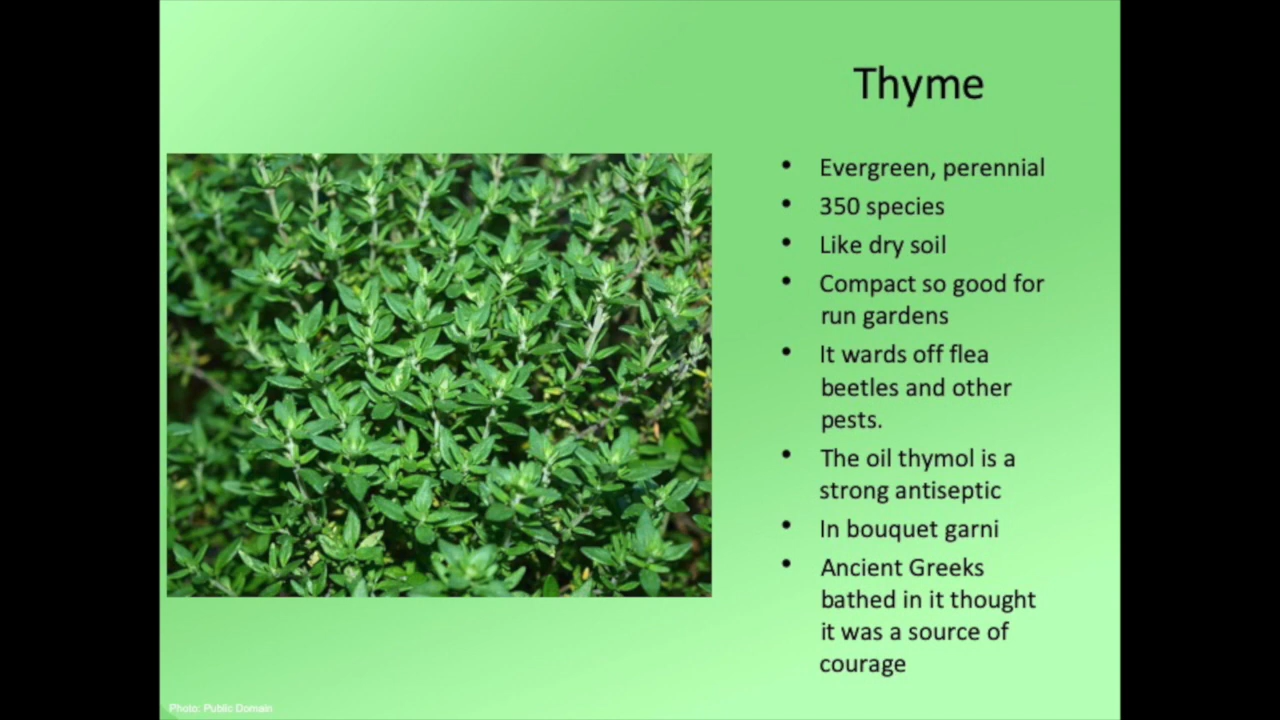 Thyme
• Evergreen, perennial
• 350 species
• Like dry soil
• Compact so good for
run gardens
• It wards off flea
beetles and other
pests.
• The oil thymol is a
strong antiseptic
• In bouquet garni
• Ancient Greeks
bathed in it thought
it was a source of
courage
Photo: Public Domain